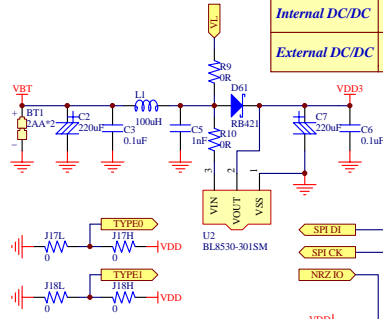 Internal DC/DC
External DC/DC
VL
R9
0R
D61
RB421
VBT
VDD3
L1
100uH
BT1
2AA*2
C2
220uF
C3
0.1uF
C5
1nF
R10
0R
C7
220uF
C6
0.1uF
3
2
1
VIN
VOUT
VSS
U2
BL8530-301SM
TYPE0
J17L
0
J17H
0
VDD
TYPE1
J18L
0
J18H
0
VDD
SPI DI
SPI CK
NRZ IO
VDD